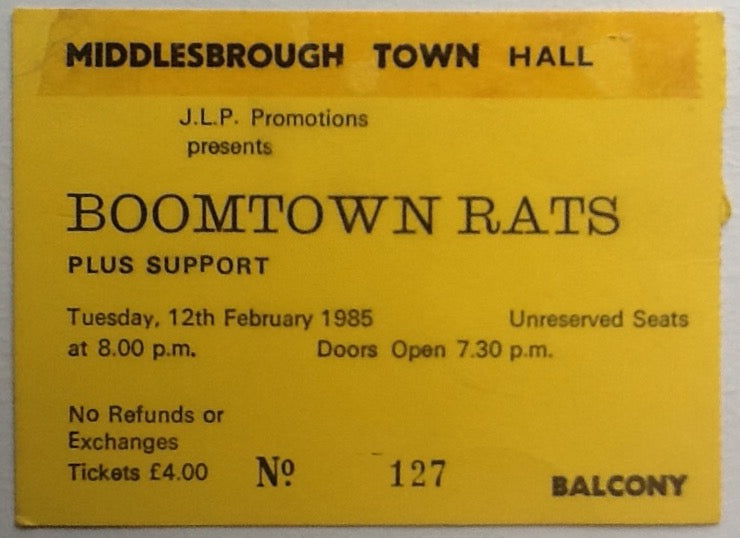 MIDDLESBROUGH TOWN HALL
J.L.P. Promotions
presents
BOOMTOWN RATS
PLUS SUPPORT
Tuesday, 12th February 1985 Unreserved Seats
at 8.00 p.m. Doors Open 7.30 p.m.
No Refunds or
Exchanges
Tickets £4.00 Nº 127
BALCONY